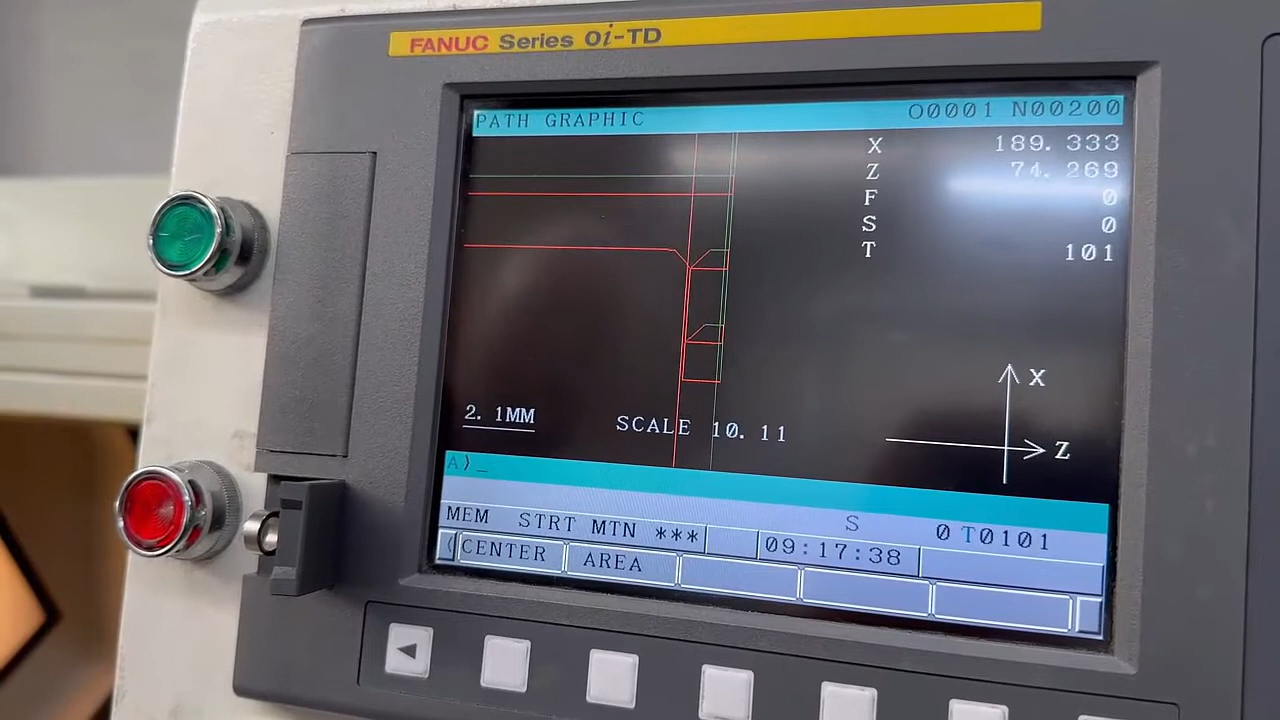 FANUC Series 0i-TD
PATH GRAPHIC O0001 N00200
X 189.333
Z 74.269
F 0
S 0
T 101
X
Z
2.1MM
SCALE 10.11
A)_
S 0 T0101
MEM STRT MTN *** 09:17:38
(CENTER AREA